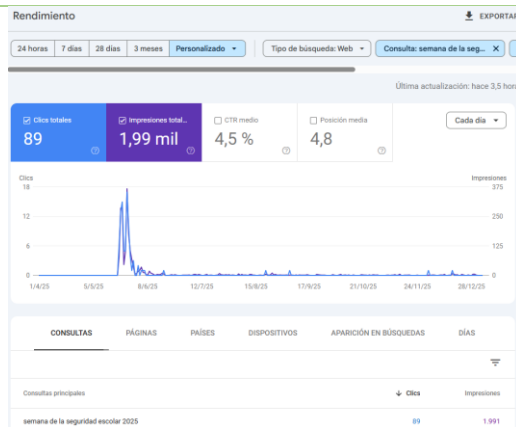 Rendimiento
EXPORTAR
24 horas 7 días 28 días 3 meses Personalizado Tipo de búsqueda: Web Consulta: semana de la seg... X
Última actualización: hace 3,5 hor
Clics totales Impresiones total... CTR medio Posición media Cada día
89 1,99 mil 4,5 % 4,8
Clics Impresiones
18 375
12 250
6 125
0 0
1/4/25 5/5/25 8/6/25 12/7/25 15/8/25 17/9/25 21/10/25 24/11/25 28/12/25
CONSULTAS PÁGINAS PAÍSES DISPOSITIVOS APARICIÓN EN BÚSQUEDAS DÍAS
Consultas principales Clics Impresiones
semana de la seguridad escolar 2025 89 1.991